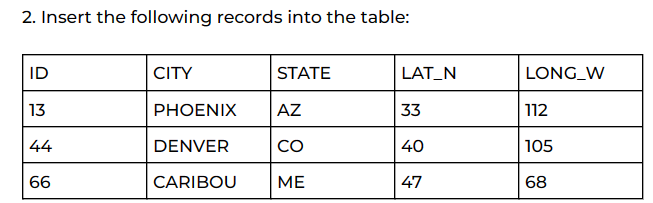 2. Insert the following records into the table:
ID CITY STATE LAT_N LONG_W
13 PHOENIX AZ 33 112
44 DENVER CO 40 105
66 CARIBOU ME 47 68